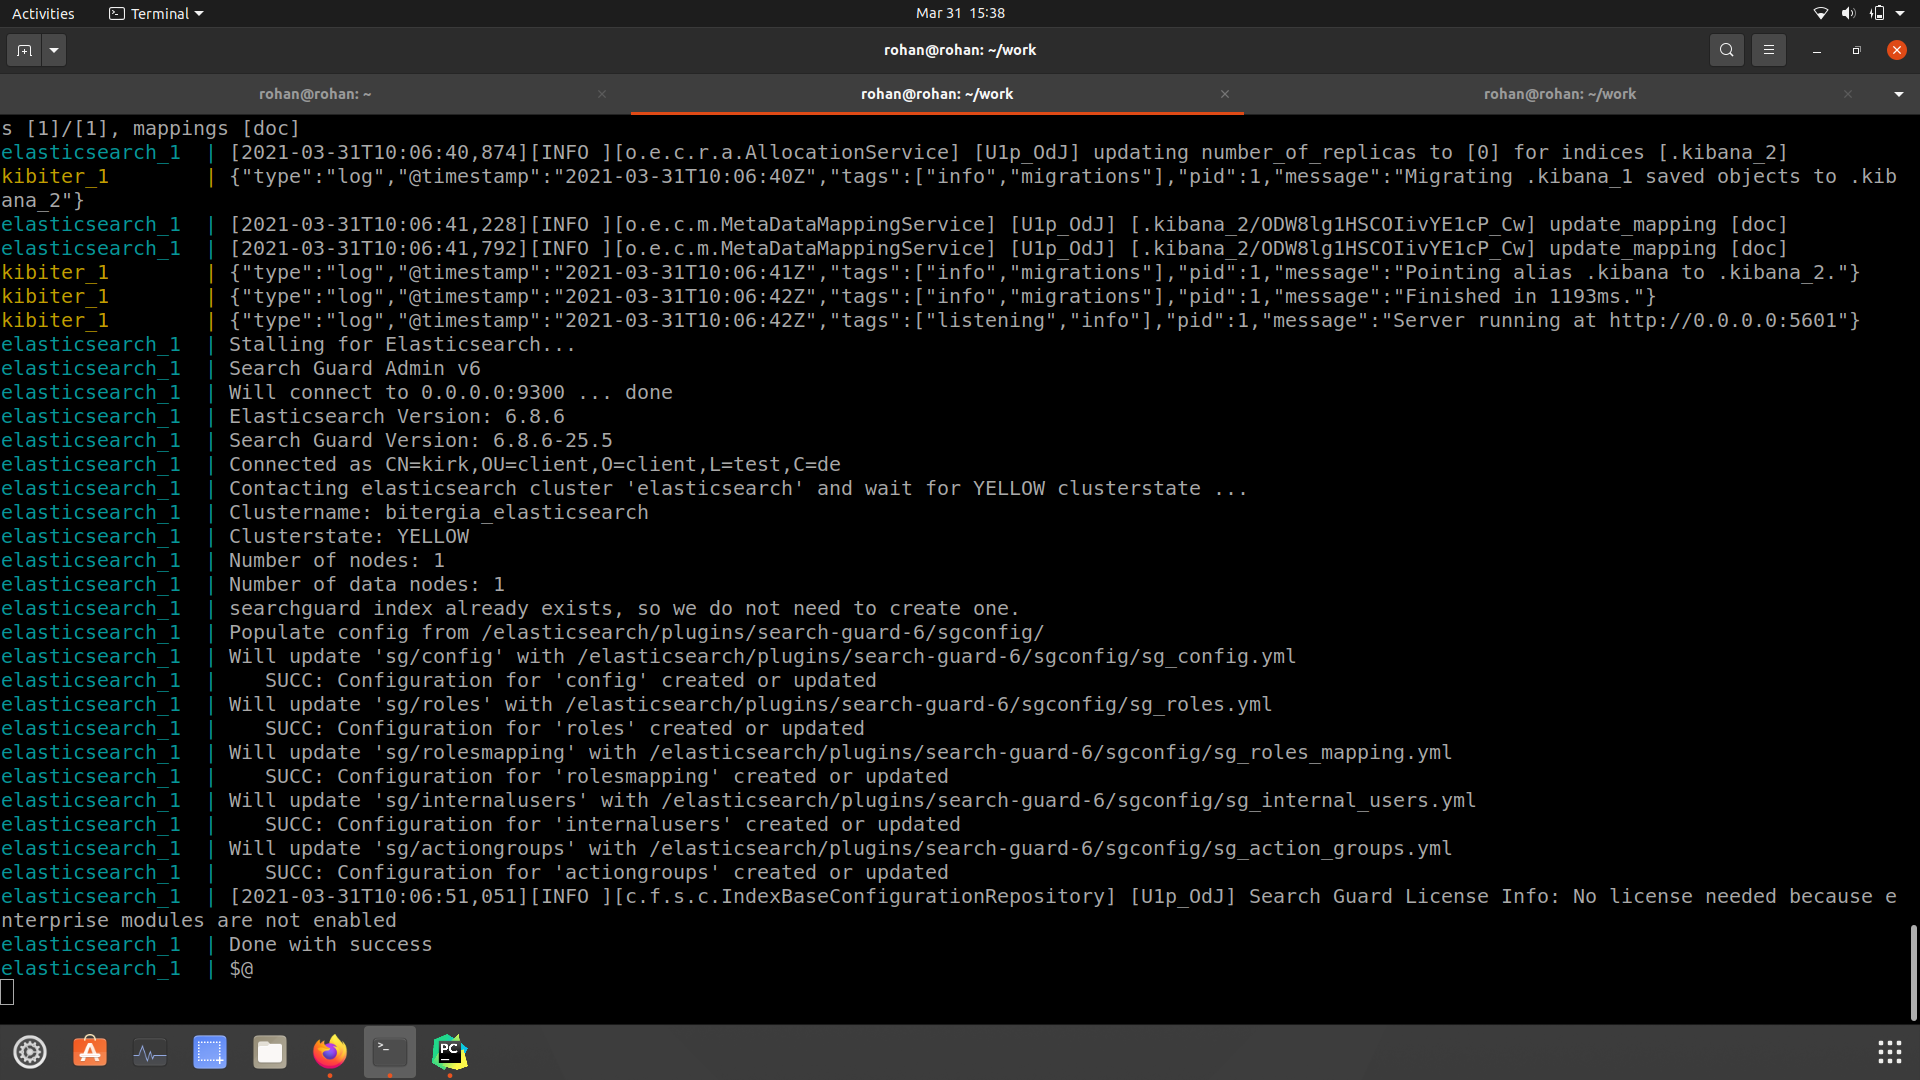 Activities
Terminal
Mar 31 15:38
rohan@rohan: ~/work
rohan@rohan: ~
rohan@rohan: ~/work
rohan@rohan: ~/work
s [1]/[1], mappings [doc]
elasticsearch_1 | [2021-03-31T10:06:40,874][INFO ][o.e.c.r.a.AllocationService] [U1p_OdJ] updating number_of_replicas to [0] for indices [.kibana_2]
kibiter_1 | {"type":"log","@timestamp":"2021-03-31T10:06:40Z","tags":["info","migrations"],"pid":1,"message":"Migrating .kibana_1 saved objects to .kib
ana_2"}
elasticsearch_1 | [2021-03-31T10:06:41,228][INFO ][o.e.c.m.MetaDataMappingService] [U1p_OdJ] [.kibana_2/ODW8lg1HSCOIivYE1cP_Cw] update_mapping [doc]
elasticsearch_1 | [2021-03-31T10:06:41,792][INFO ][o.e.c.m.MetaDataMappingService] [U1p_OdJ] [.kibana_2/ODW8lg1HSCOIivYE1cP_Cw] update_mapping [doc]
kibiter_1 | {"type":"log","@timestamp":"2021-03-31T10:06:41Z","tags":["info","migrations"],"pid":1,"message":"Pointing alias .kibana to .kibana_2."}
kibiter_1 | {"type":"log","@timestamp":"2021-03-31T10:06:42Z","tags":["info","migrations"],"pid":1,"message":"Finished in 1193ms."}
kibiter_1 | {"type":"log","@timestamp":"2021-03-31T10:06:42Z","tags":["listening","info"],"pid":1,"message":"Server running at http://0.0.0.0:5601"}
elasticsearch_1 | Stalling for Elasticsearch...
elasticsearch_1 | Search Guard Admin v6
elasticsearch_1 | Will connect to 0.0.0.0:9300 ... done
elasticsearch_1 | Elasticsearch Version: 6.8.6
elasticsearch_1 | Search Guard Version: 6.8.6-25.5
elasticsearch_1 | Connected as CN=kirk,OU=client,O=client,L=test,C=de
elasticsearch_1 | Contacting elasticsearch cluster 'elasticsearch' and wait for YELLOW clusterstate ...
elasticsearch_1 | Clustername: bitergia_elasticsearch
elasticsearch_1 | Clusterstate: YELLOW
elasticsearch_1 | Number of nodes: 1
elasticsearch_1 | Number of data nodes: 1
elasticsearch_1 | searchguard index already exists, so we do not need to create one.
elasticsearch_1 | Populate config from /elasticsearch/plugins/search-guard-6/sgconfig/
elasticsearch_1 | Will update 'sg/config' with /elasticsearch/plugins/search-guard-6/sgconfig/sg_config.yml
elasticsearch_1 | SUCC: Configuration for 'config' created or updated
elasticsearch_1 | Will update 'sg/roles' with /elasticsearch/plugins/search-guard-6/sgconfig/sg_roles.yml
elasticsearch_1 | SUCC: Configuration for 'roles' created or updated
elasticsearch_1 | Will update 'sg/rolesmapping' with /elasticsearch/plugins/search-guard-6/sgconfig/sg_roles_mapping.yml
elasticsearch_1 | SUCC: Configuration for 'rolesmapping' created or updated
elasticsearch_1 | Will update 'sg/internalusers' with /elasticsearch/plugins/search-guard-6/sgconfig/sg_internal_users.yml
elasticsearch_1 | SUCC: Configuration for 'internalusers' created or updated
elasticsearch_1 | Will update 'sg/actiongroups' with /elasticsearch/plugins/search-guard-6/sgconfig/sg_action_groups.yml
elasticsearch_1 | SUCC: Configuration for 'actiongroups' created or updated
elasticsearch_1 | [2021-03-31T10:06:51,051][INFO ][c.f.s.c.IndexBaseConfigurationRepository] [U1p_OdJ] Search Guard License Info: No license needed because e
nterprise modules are not enabled
elasticsearch_1 | Done with success
elasticsearch_1 | $@
PC